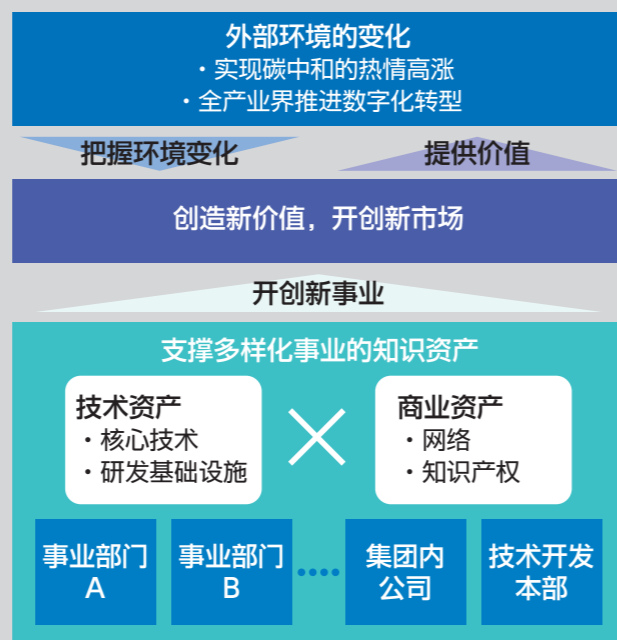 外部环境的变化
・实现碳中和的热情高涨
・全产业界推进数字化转型
把握环境变化
提供价值
创造新价值，开创新市场
开创新事业
支撑多样化事业的知识资产
技术资产
・核心技术
・研发基础设施
商业资产
・网络
・知识产权
事业部门
A
事业部门
B
集团内
公司
技术开发
本部